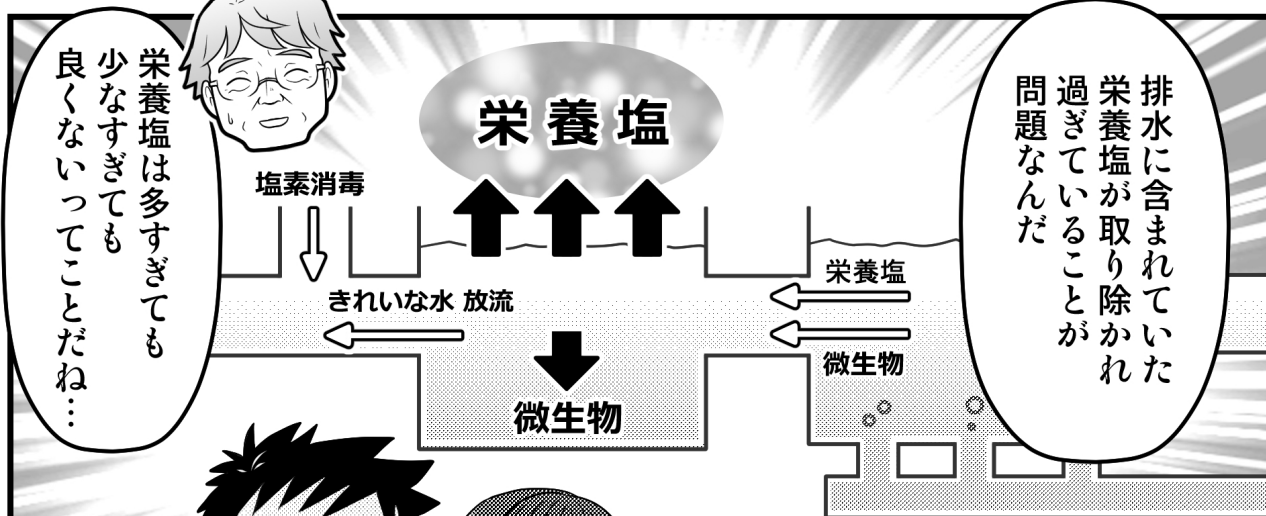 排水に含まれていた
栄養塩が取り除かれ
過ぎていることが
問題なんだ
栄養塩
栄養塩
微生物
微生物
塩素消毒
きれいな水 放流
栄養塩は多すぎても
少なすぎても
良くないってことだね…